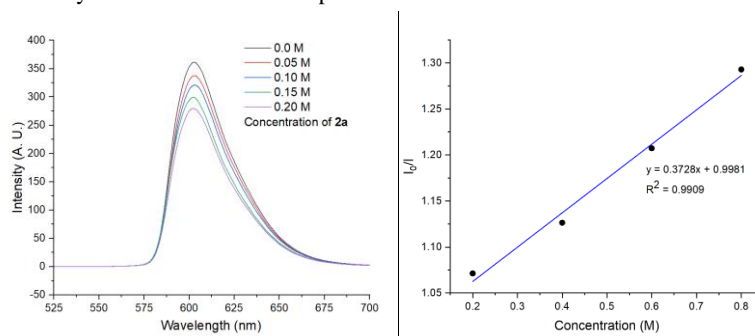 400
350
300
250
200
150
100
50
0
-50
525
550
575
600
625
650
675
700
Intensity (A. U.)
Wavelength (nm)
0.0 M
0.05 M
0.10 M
0.15 M
0.20 M
Concentration of 2a
1.30
1.25
1.20
1.15
1.10
1.05
0.2
0.3
0.4
0.5
0.6
0.7
0.8
I0/I
Concentration (M)
y = 0.3728x + 0.9981
R2 = 0.9909